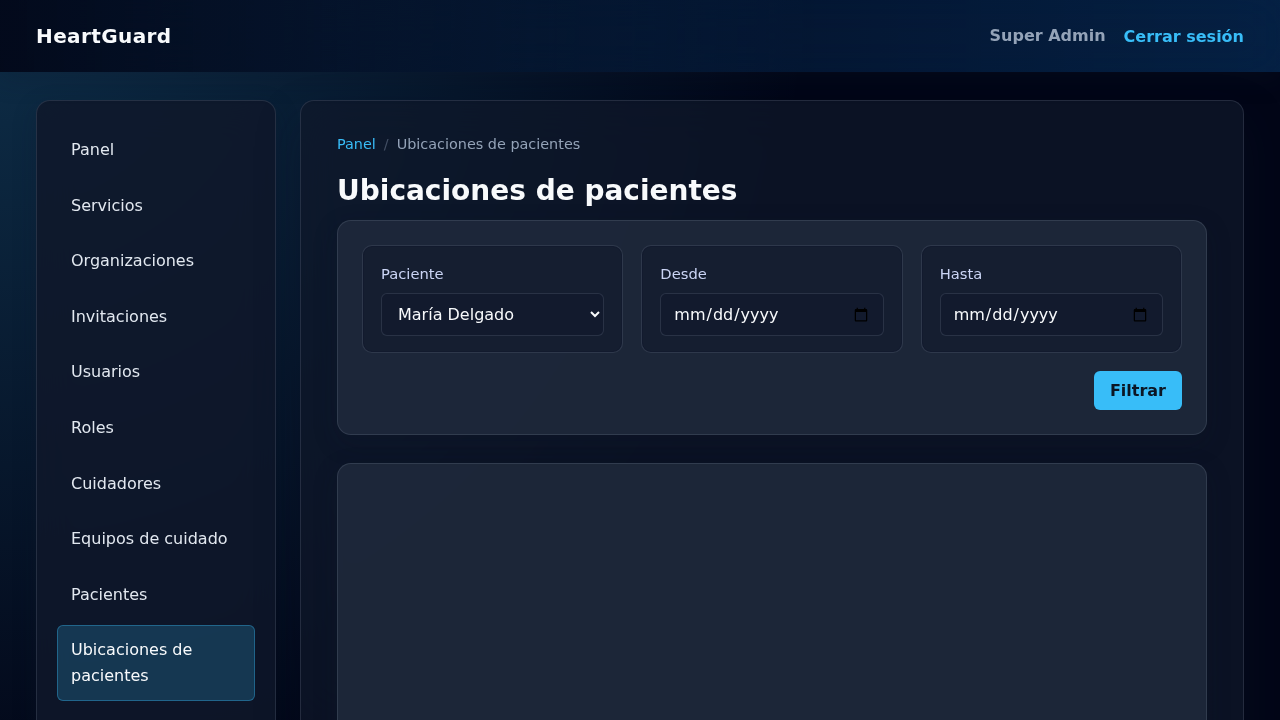 HeartGuard
Super Admin
Cerrar sesión
Panel
Servicios
Organizaciones
Invitaciones
Usuarios
Roles
Cuidadores
Equipos de cuidado
Pacientes
Ubicaciones de
pacientes
Panel / Ubicaciones de pacientes
Ubicaciones de pacientes
Paciente
María Delgado
Desde
mm/dd/yyyy
Hasta
mm/dd/yyyy
Filtrar